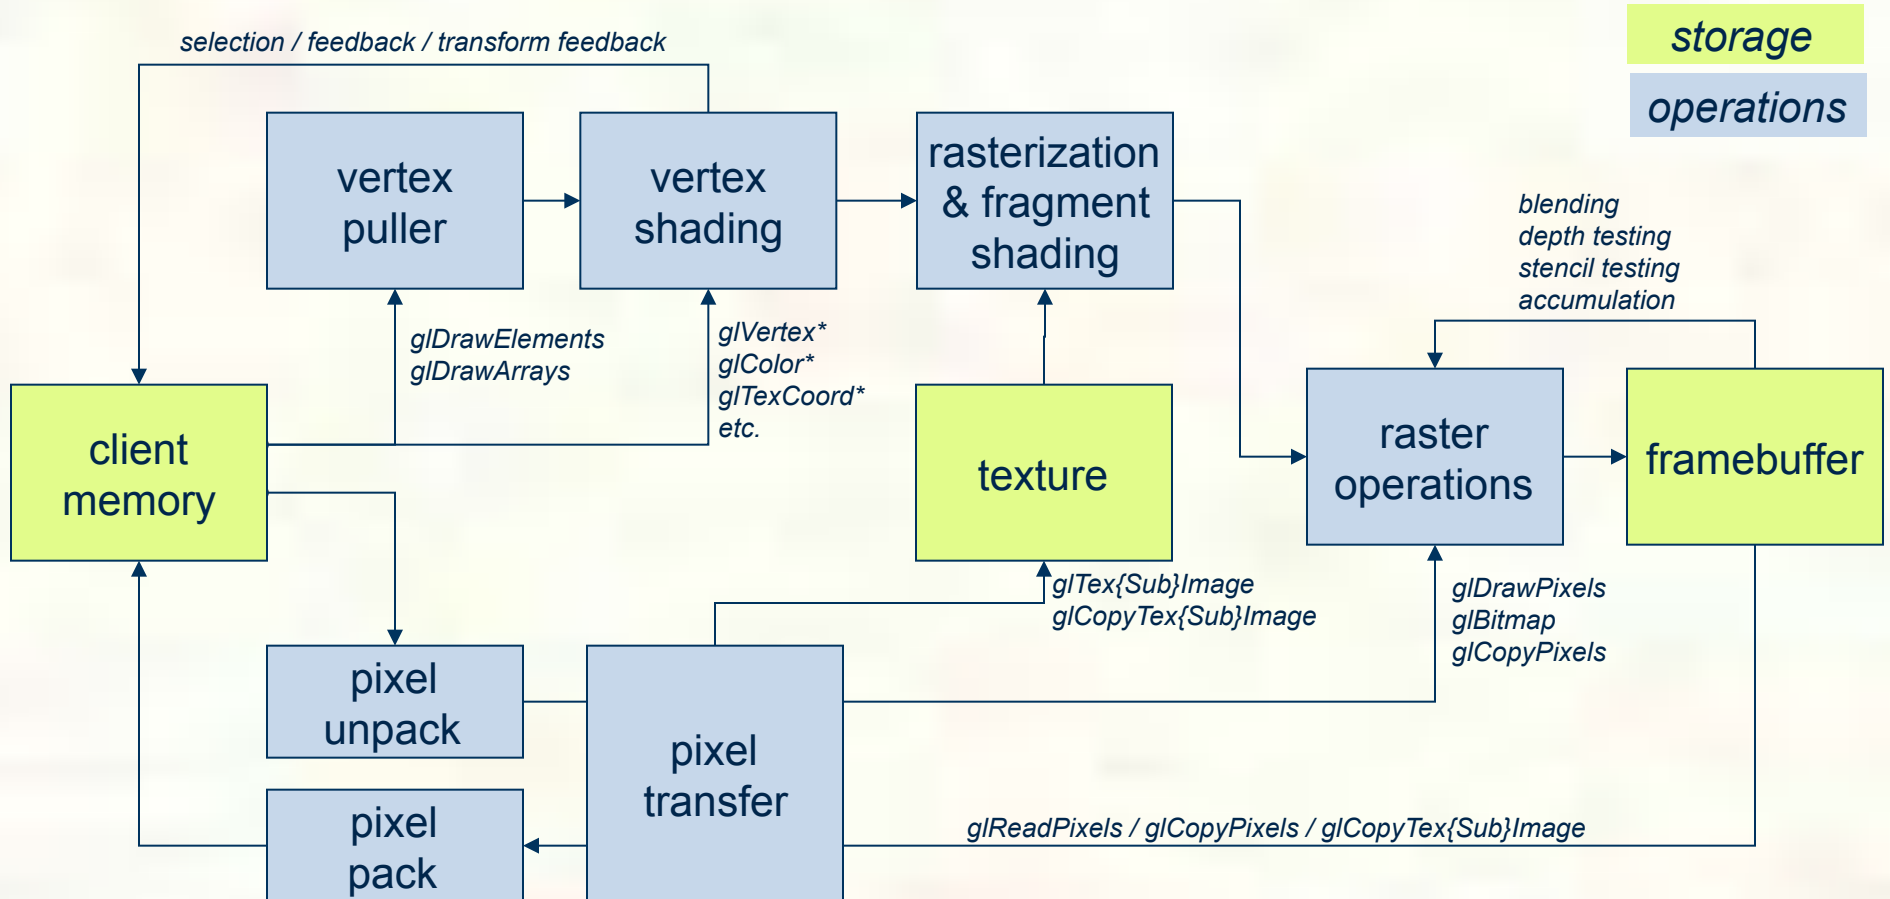 storage
operations
selection / feedback / transform feedback
vertex
puller
vertex
shading
rasterization
& fragment
shading
blending
depth testing
stencil testing
accumulation
glDrawElements
glDrawArrays
glVertex*
glColor*
glTexCoord*
etc.
client
memory
texture
raster
operations
framebuffer
glTex{Sub}Image
glCopyTex{Sub}Image
glDrawPixels
glBitmap
glCopyPixels
pixel
unpack
pixel
transfer
pixel
pack
glReadPixels / glCopyPixels / glCopyTex{Sub}Image